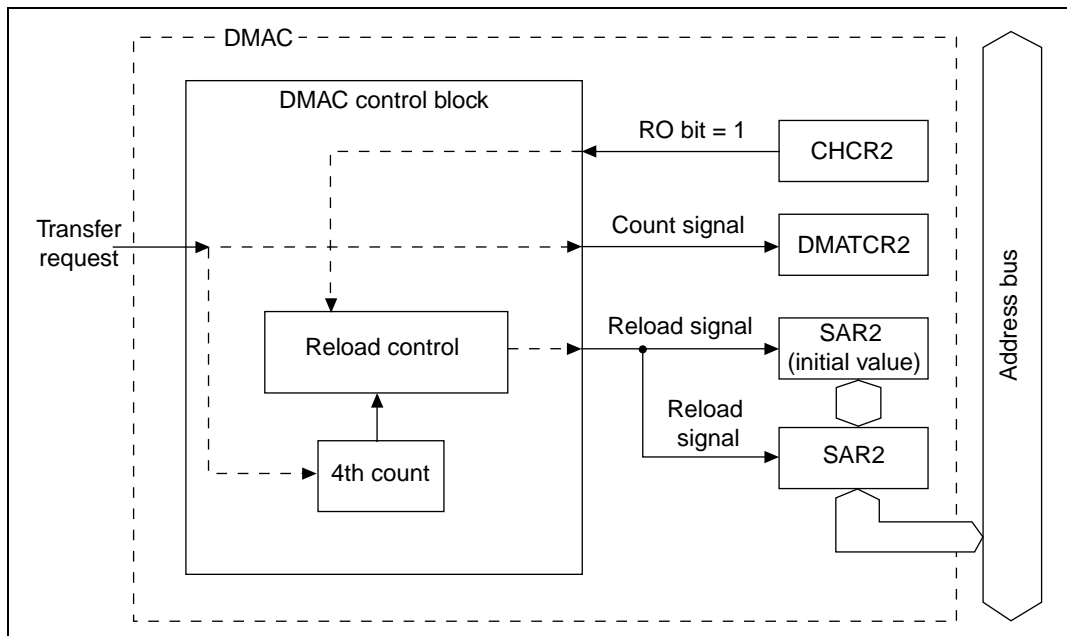 DMAC
DMAC control block
RO bit = 1
CHCR2
Transfer
request
Count signal
DMATCR2
Reload control
Reload signal
SAR2
(initial value)
Reload
signal
4th count
SAR2
Address bus